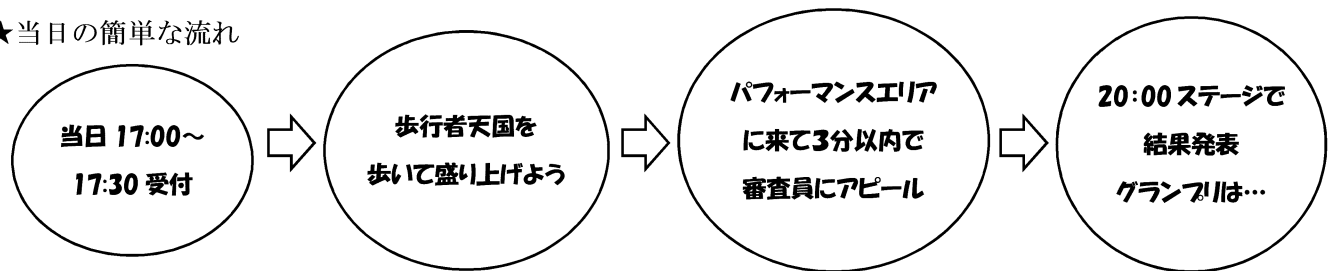 ★当日の簡単な流れ
当日 17:00～
17:30 受付
歩行者天国を
歩いて盛り上げよう
パフォーマンスエリア
に来て3分以内で
審査員にアピール
20:00 ステージで
結果発表
グランプリは…